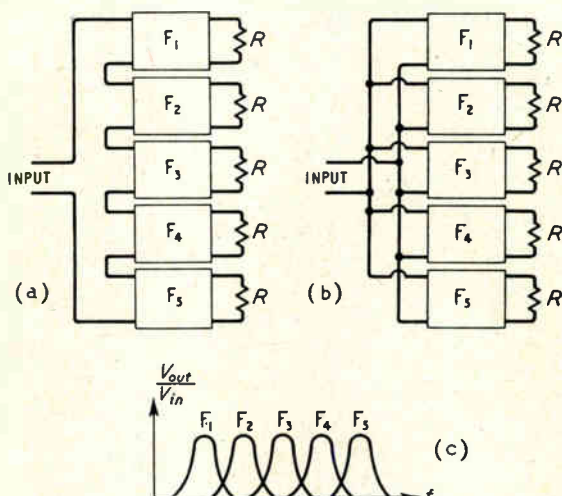 F1 R F1 R
F2 R F2 R
INPUT F3 R INPUT F3 R
F4 R F4 R
(a) F5 R (b) F5 R
Vout
Vin
F1 F2 F3 F4 F5 (c)
f